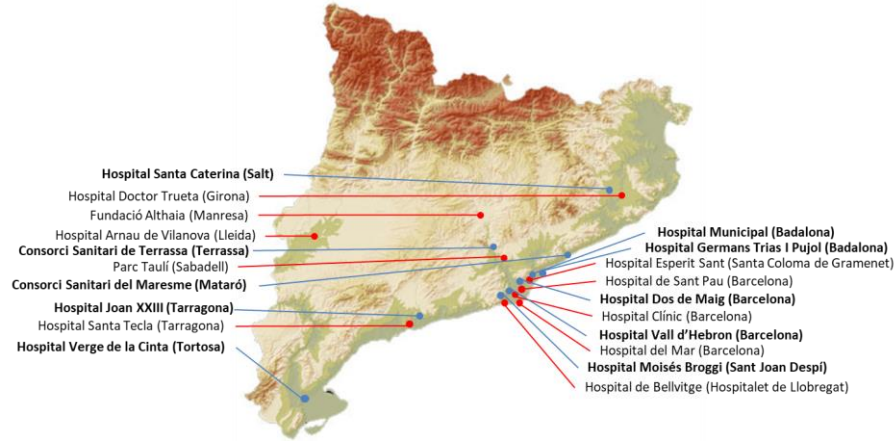 Hospital Santa Caterina (Salt)
Hospital Doctor Trueta (Girona)
Fundació Althaia (Manresa)
Hospital Arnau de Vilanova (Lleida)
Consorci Sanitari de Terrassa (Terrassa)
Parc Taulí (Sabadell)
Consorci Sanitari del Maresme (Mataró)
Hospital Joan XXIII (Tarragona)
Hospital Santa Tecla (Tarragona)
Hospital Verge de la Cinta (Tortosa)
Hospital Municipal (Badalona)
Hospital Germans Trias I Pujol (Badalona)
Hospital Esperit Sant (Santa Coloma de Gramenet)
Hospital de Sant Pau (Barcelona)
Hospital Dos de Maig (Barcelona)
Hospital Clínic (Barcelona)
Hospital Vall d’Hebron (Barcelona)
Hospital del Mar (Barcelona)
Hospital Moisés Broggi (Sant Joan Despí)
Hospital de Bellvitge (Hospitalet de Llobregat)